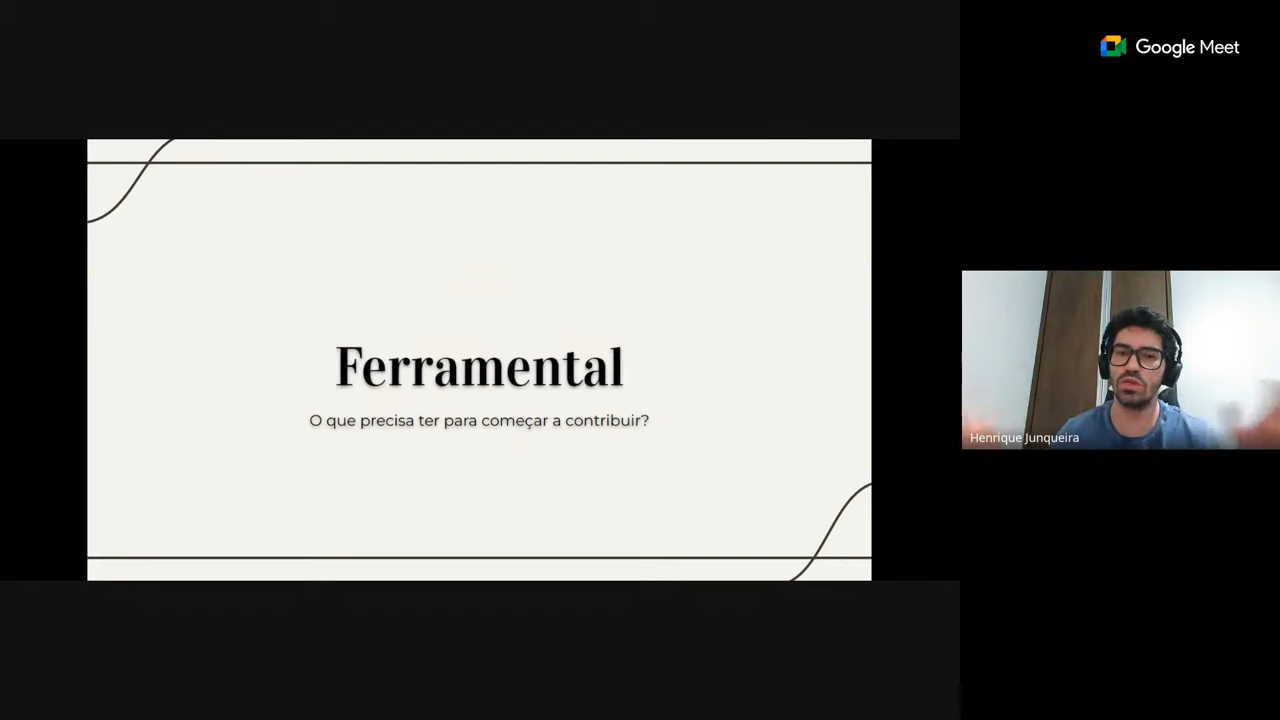 Google Meet
Ferramental
O que precisa ter para começar a contribuir?
Henrique Junqueira